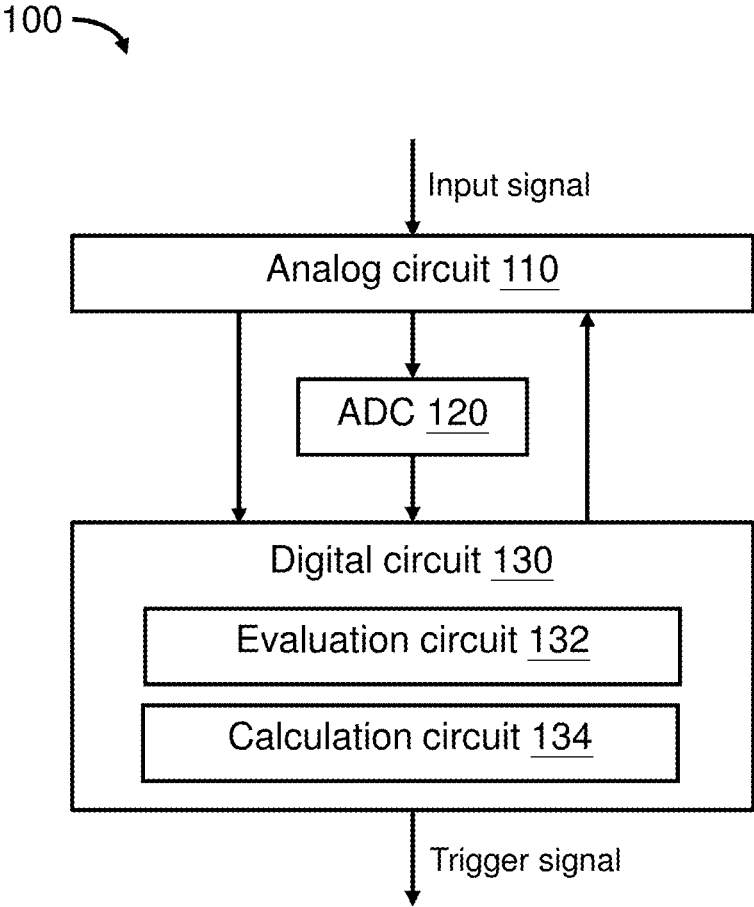 100
Input signal
Analog circuit 110
ADC 120
Digital circuit 130
Evaluation circuit 132
Calculation circuit 134
Trigger signal